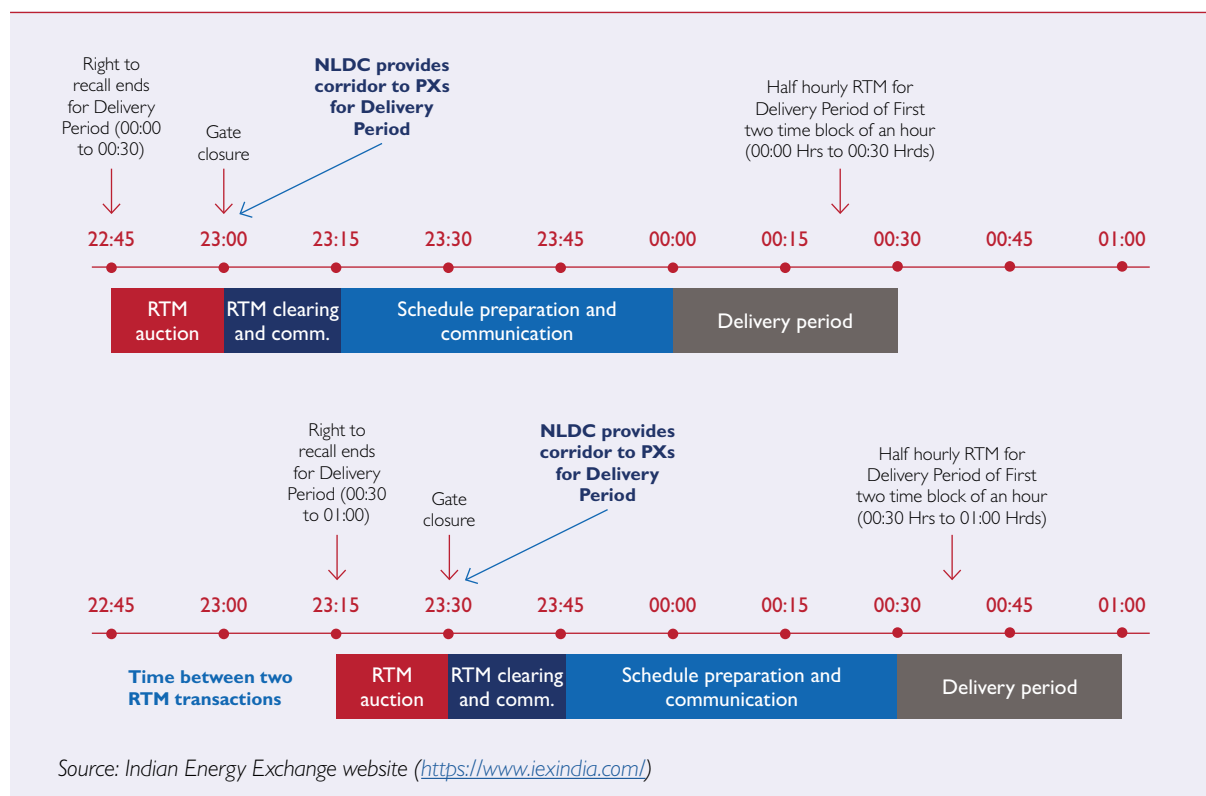 Right to
recall ends
for Delivery
Period (00:00
to 00:30)
Gate
closure
NLDC provides
corridor to PXs
for Delivery
Period
Half hourly RTM for
Delivery Period of First
two time block of an hour
(00:00 Hrs to 00:30 Hrds)
22:45 23:00 23:15 23:30 23:45 00:00 00:15 00:30 00:45 01:00
RTM
auction
RTM clearing
and comm.
Schedule preparation and
communication
Delivery period
Right to
recall ends
for Delivery
Period (00:30
to 01:00)
Gate
closure
NLDC provides
corridor to PXs
for Delivery
Period
Half hourly RTM for
Delivery Period of First
two time block of an hour
(00:30 Hrs to 01:00 Hrds)
22:45 23:00 23:15 23:30 23:45 00:00 00:15 00:30 00:45 01:00
Time between two
RTM transactions
RTM
auction
RTM clearing
and comm.
Schedule preparation and
communication
Delivery period
Source: Indian Energy Exchange website (https://www.iexindia.com/)